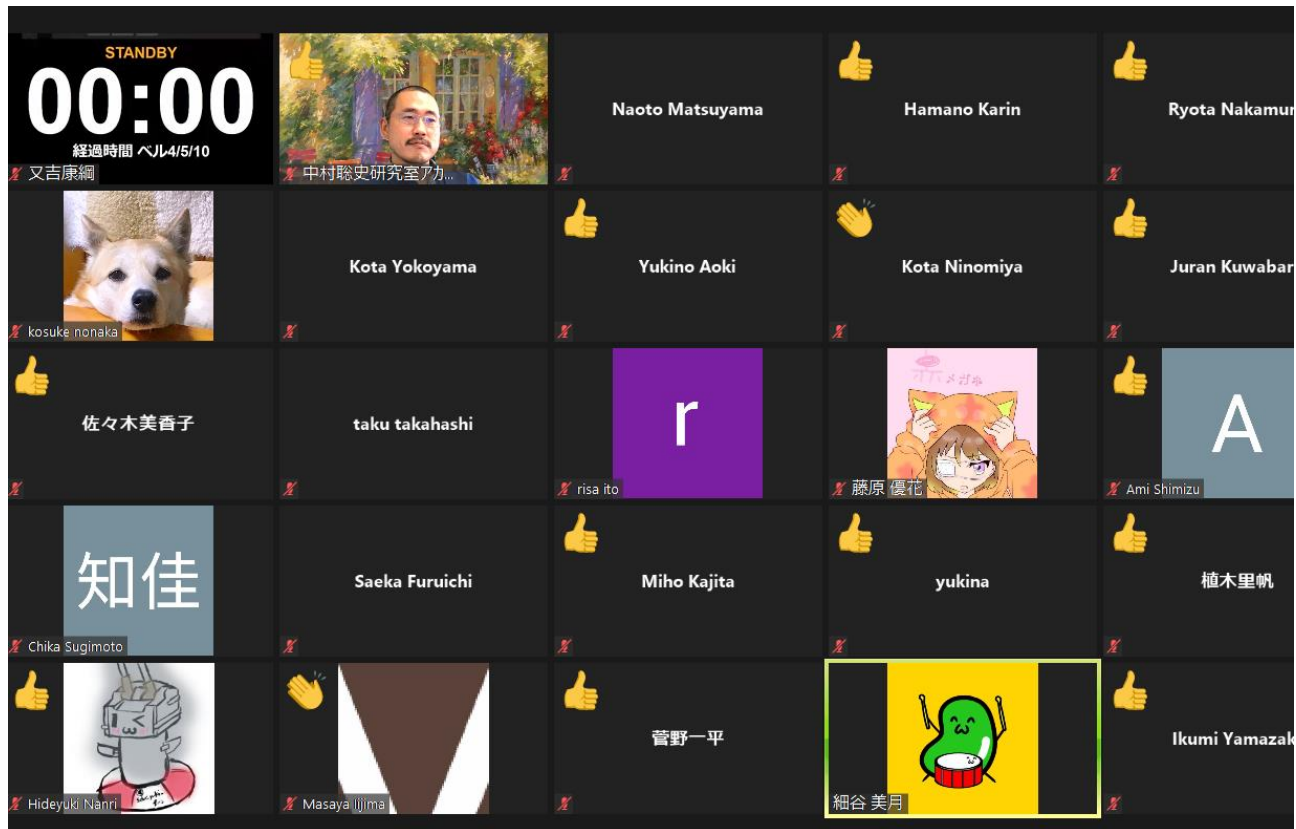 STANDBY
00:00
経過時間 ベル4/5/10
又吉康綱
中村聡史研究室アカ...
Naoto Matsuyama
Hamano Karin
Ryota Nakamur
kosuke nonaka
Kota Yokoyama
Yukino Aoki
Kota Ninomiya
Juran Kuwabar
佐々木美香子
taku takahashi
r
risa ito
メガネ
藤原 優花
A
Ami Shimizu
知佳
Chika Sugimoto
Saeka Furuichi
Miho Kajita
yukina
植木里帆
Hideyuki Nanri
Masaya Iijima
菅野一平
細谷 美月
Ikumi Yamazak